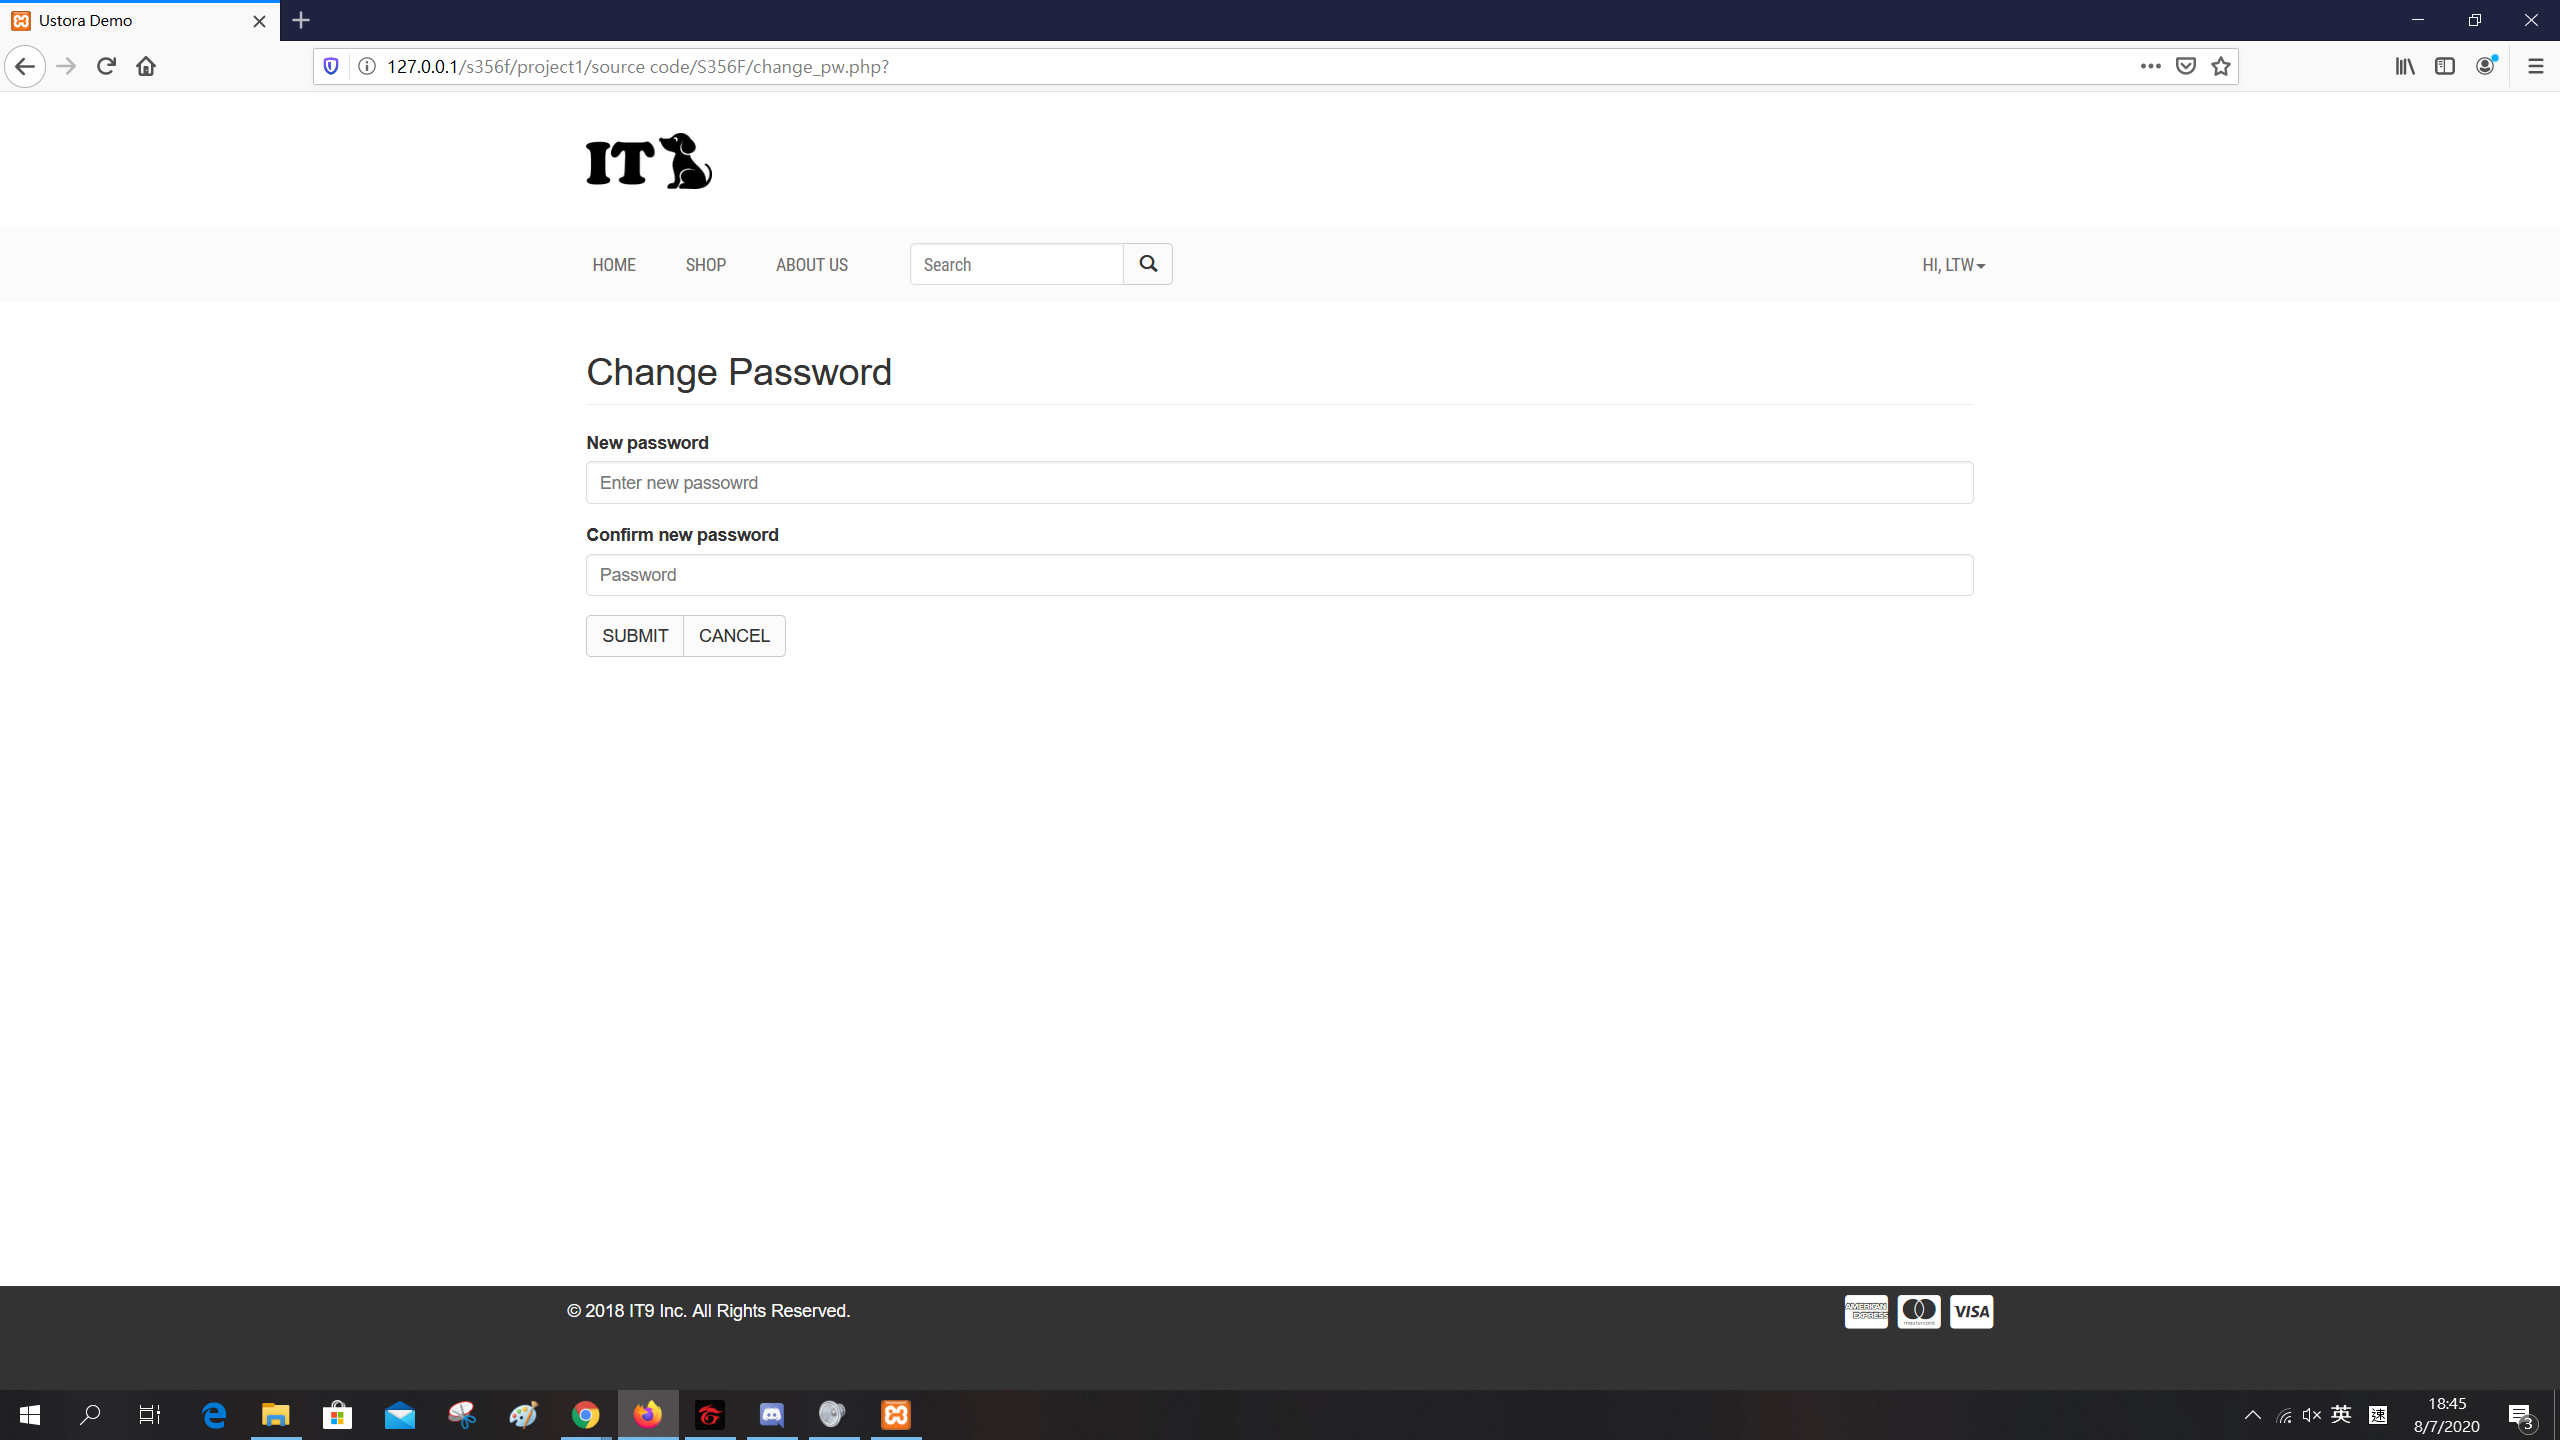 Ustora Demo
127.0.0.1/s356f/project1/source code/S356F/change_pw.php?
IT
HOME SHOP ABOUT US Search HI, LTW
Change Password
New password
Enter new passowrd
Confirm new password
Password
SUBMIT CANCEL
© 2018 IT9 Inc. All Rights Reserved.
AMERICAN EXPRESS mastercard VISA
英 速 18:45
8/7/2020 3